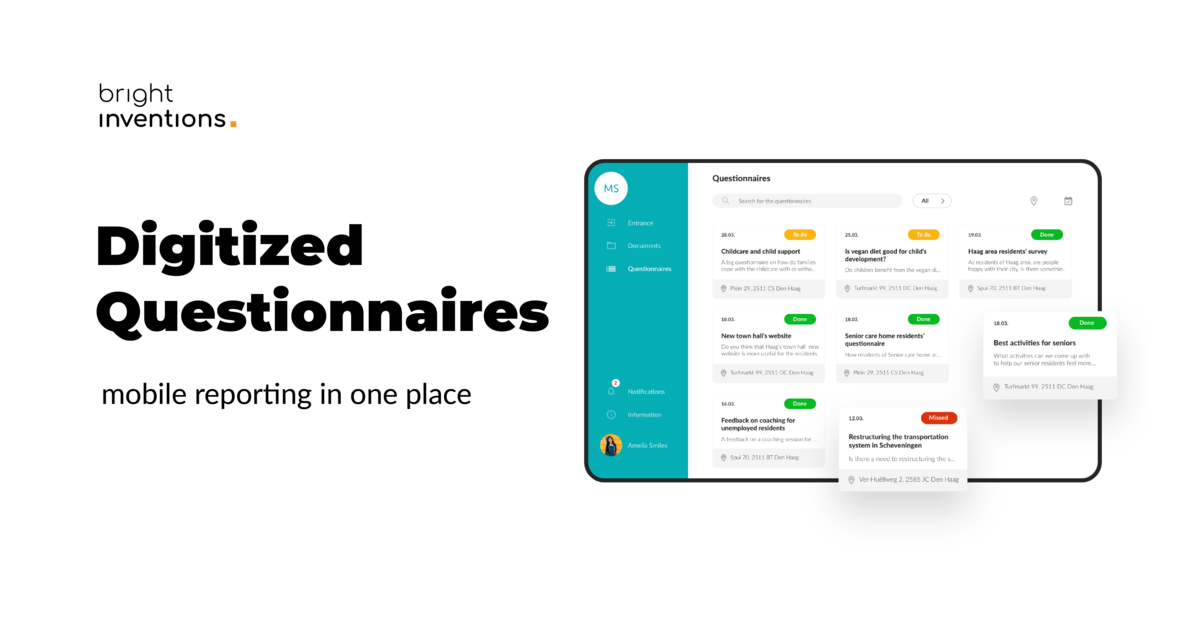 bright
inventions.
Digitized
Questionnaires
mobile reporting in one place
MS
Entrance
Documents
Questionnaires
2
Notifications
Information
Amelia Smiles
Questionnaires
Search for the questionnaires
All
26.03.
To do
Childcare and child support
A big questionnaire on how do families
cope with the childcare with or witho...
Plein 29, 2511 CS Den Haag
25.03.
To do
Is vegan diet good for child's
development?
Do children benefit from the vegan di...
Turfmarkt 99, 2511 DC Den Haag
19.03.
Done
Haag area residents' survey
As residents of Haag area, are people
happy with their city, is there somethin...
Spui 70, 2511 BT Den Haag
18.03.
Done
New town hall's website
Do you think that Haag's town hall new
website is more useful for the residents
Turfmarkt 99, 2511 DC Den Haag
18.03.
Done
Senior care home residents'
questionnaire
How residents of Senior care home ar...
Plein 29, 2511 CS Den Haag
18.03.
Done
Best activities for seniors
What activities can we come up with
to help our senior residents feel more...
Turfmarkt 99, 2511 DC Den Haag
16.03.
Done
Feedback on coaching for
unemployed residents
A feedback on a coaching session for ...
Spui 70, 2511 BT Den Haag
12.03.
Missed
Restructuring the transportation
system in Scheveningen
Is there a need to restructuring the s...
Ver-Huëllweg 2, 2585 JC Den Haag